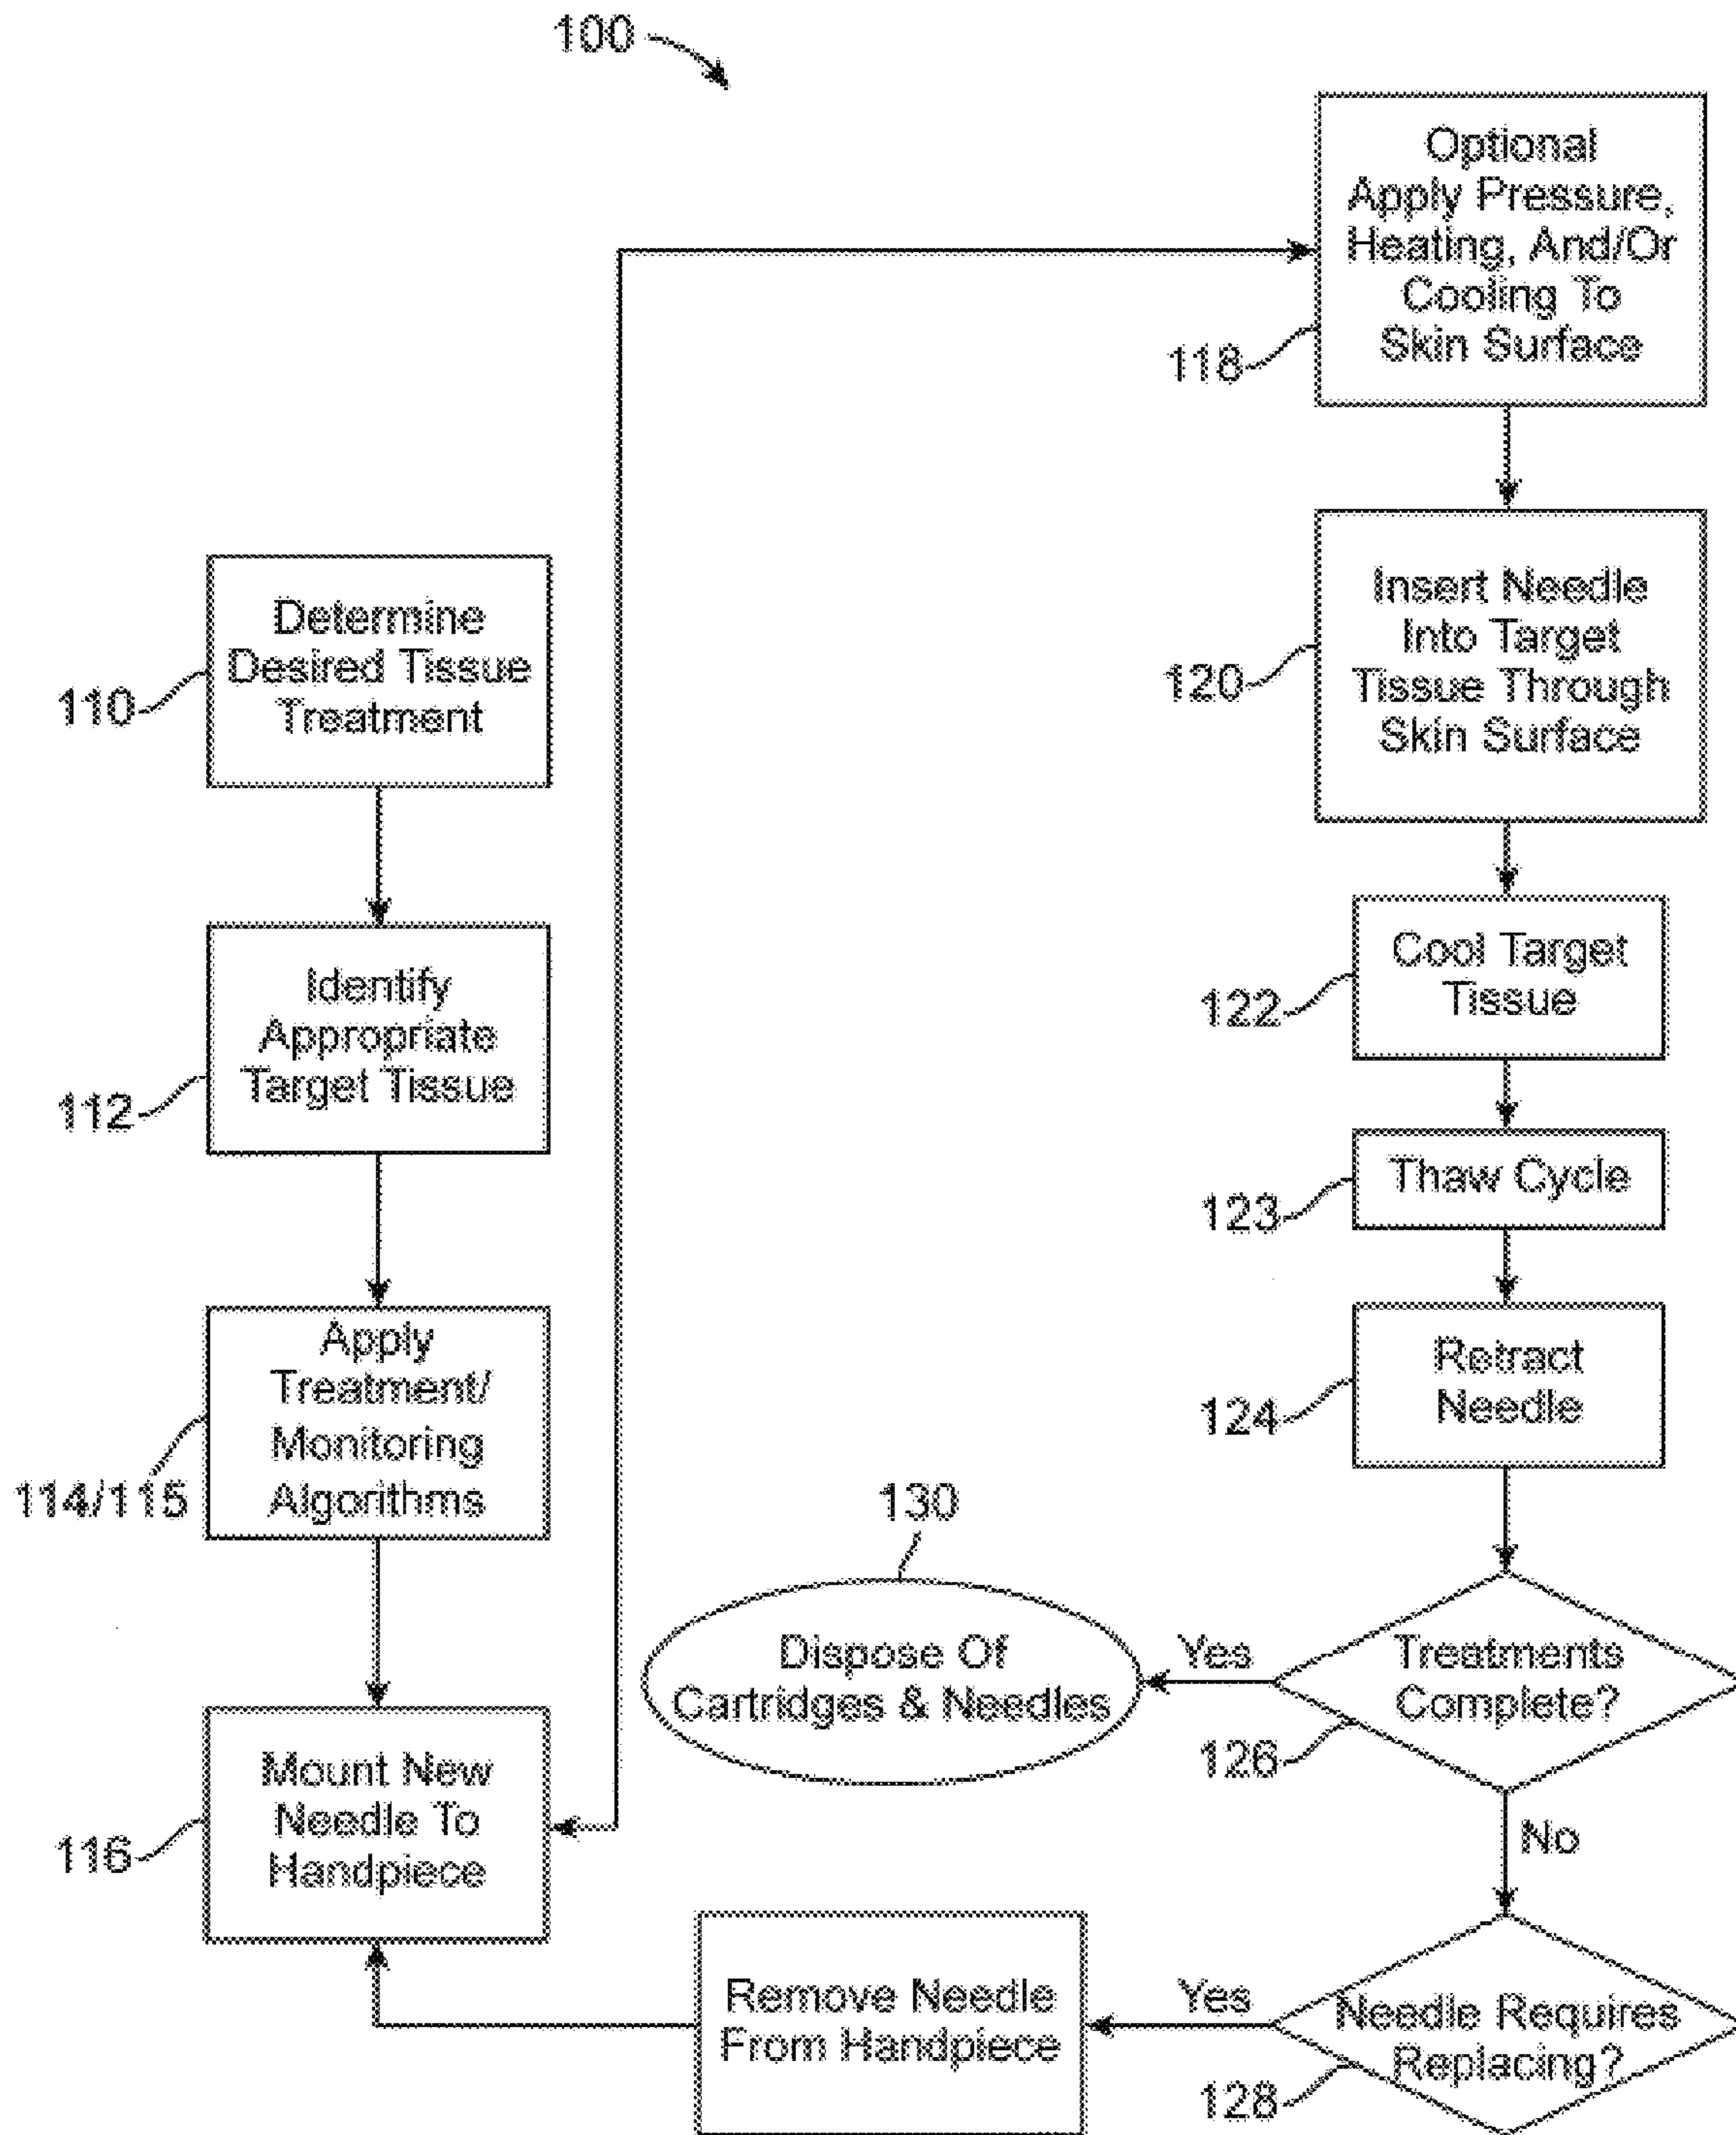 100
Optional
Apply Pressure,
Heating, And/Or
Cooling To
Skin Surface
118
Insert Needle
Into Target
Tissue Through
Skin Surface
120
Determine
Desired Tissue
Treatment
110
Cool Target
Tissue
122
Identify
Appropriate
Target Tissue
112
Thaw Cycle
123
Apply
Treatment/
Monitoring
Algorithms
114/115
Retract
Needle
124
130
Dispose Of
Cartridges & Needles
Yes
Treatments
Complete?
126
No
Mount New
Needle To
Handpiece
116
Remove Needle
From Handpiece
Yes
Needle Requires
Replacing?
128